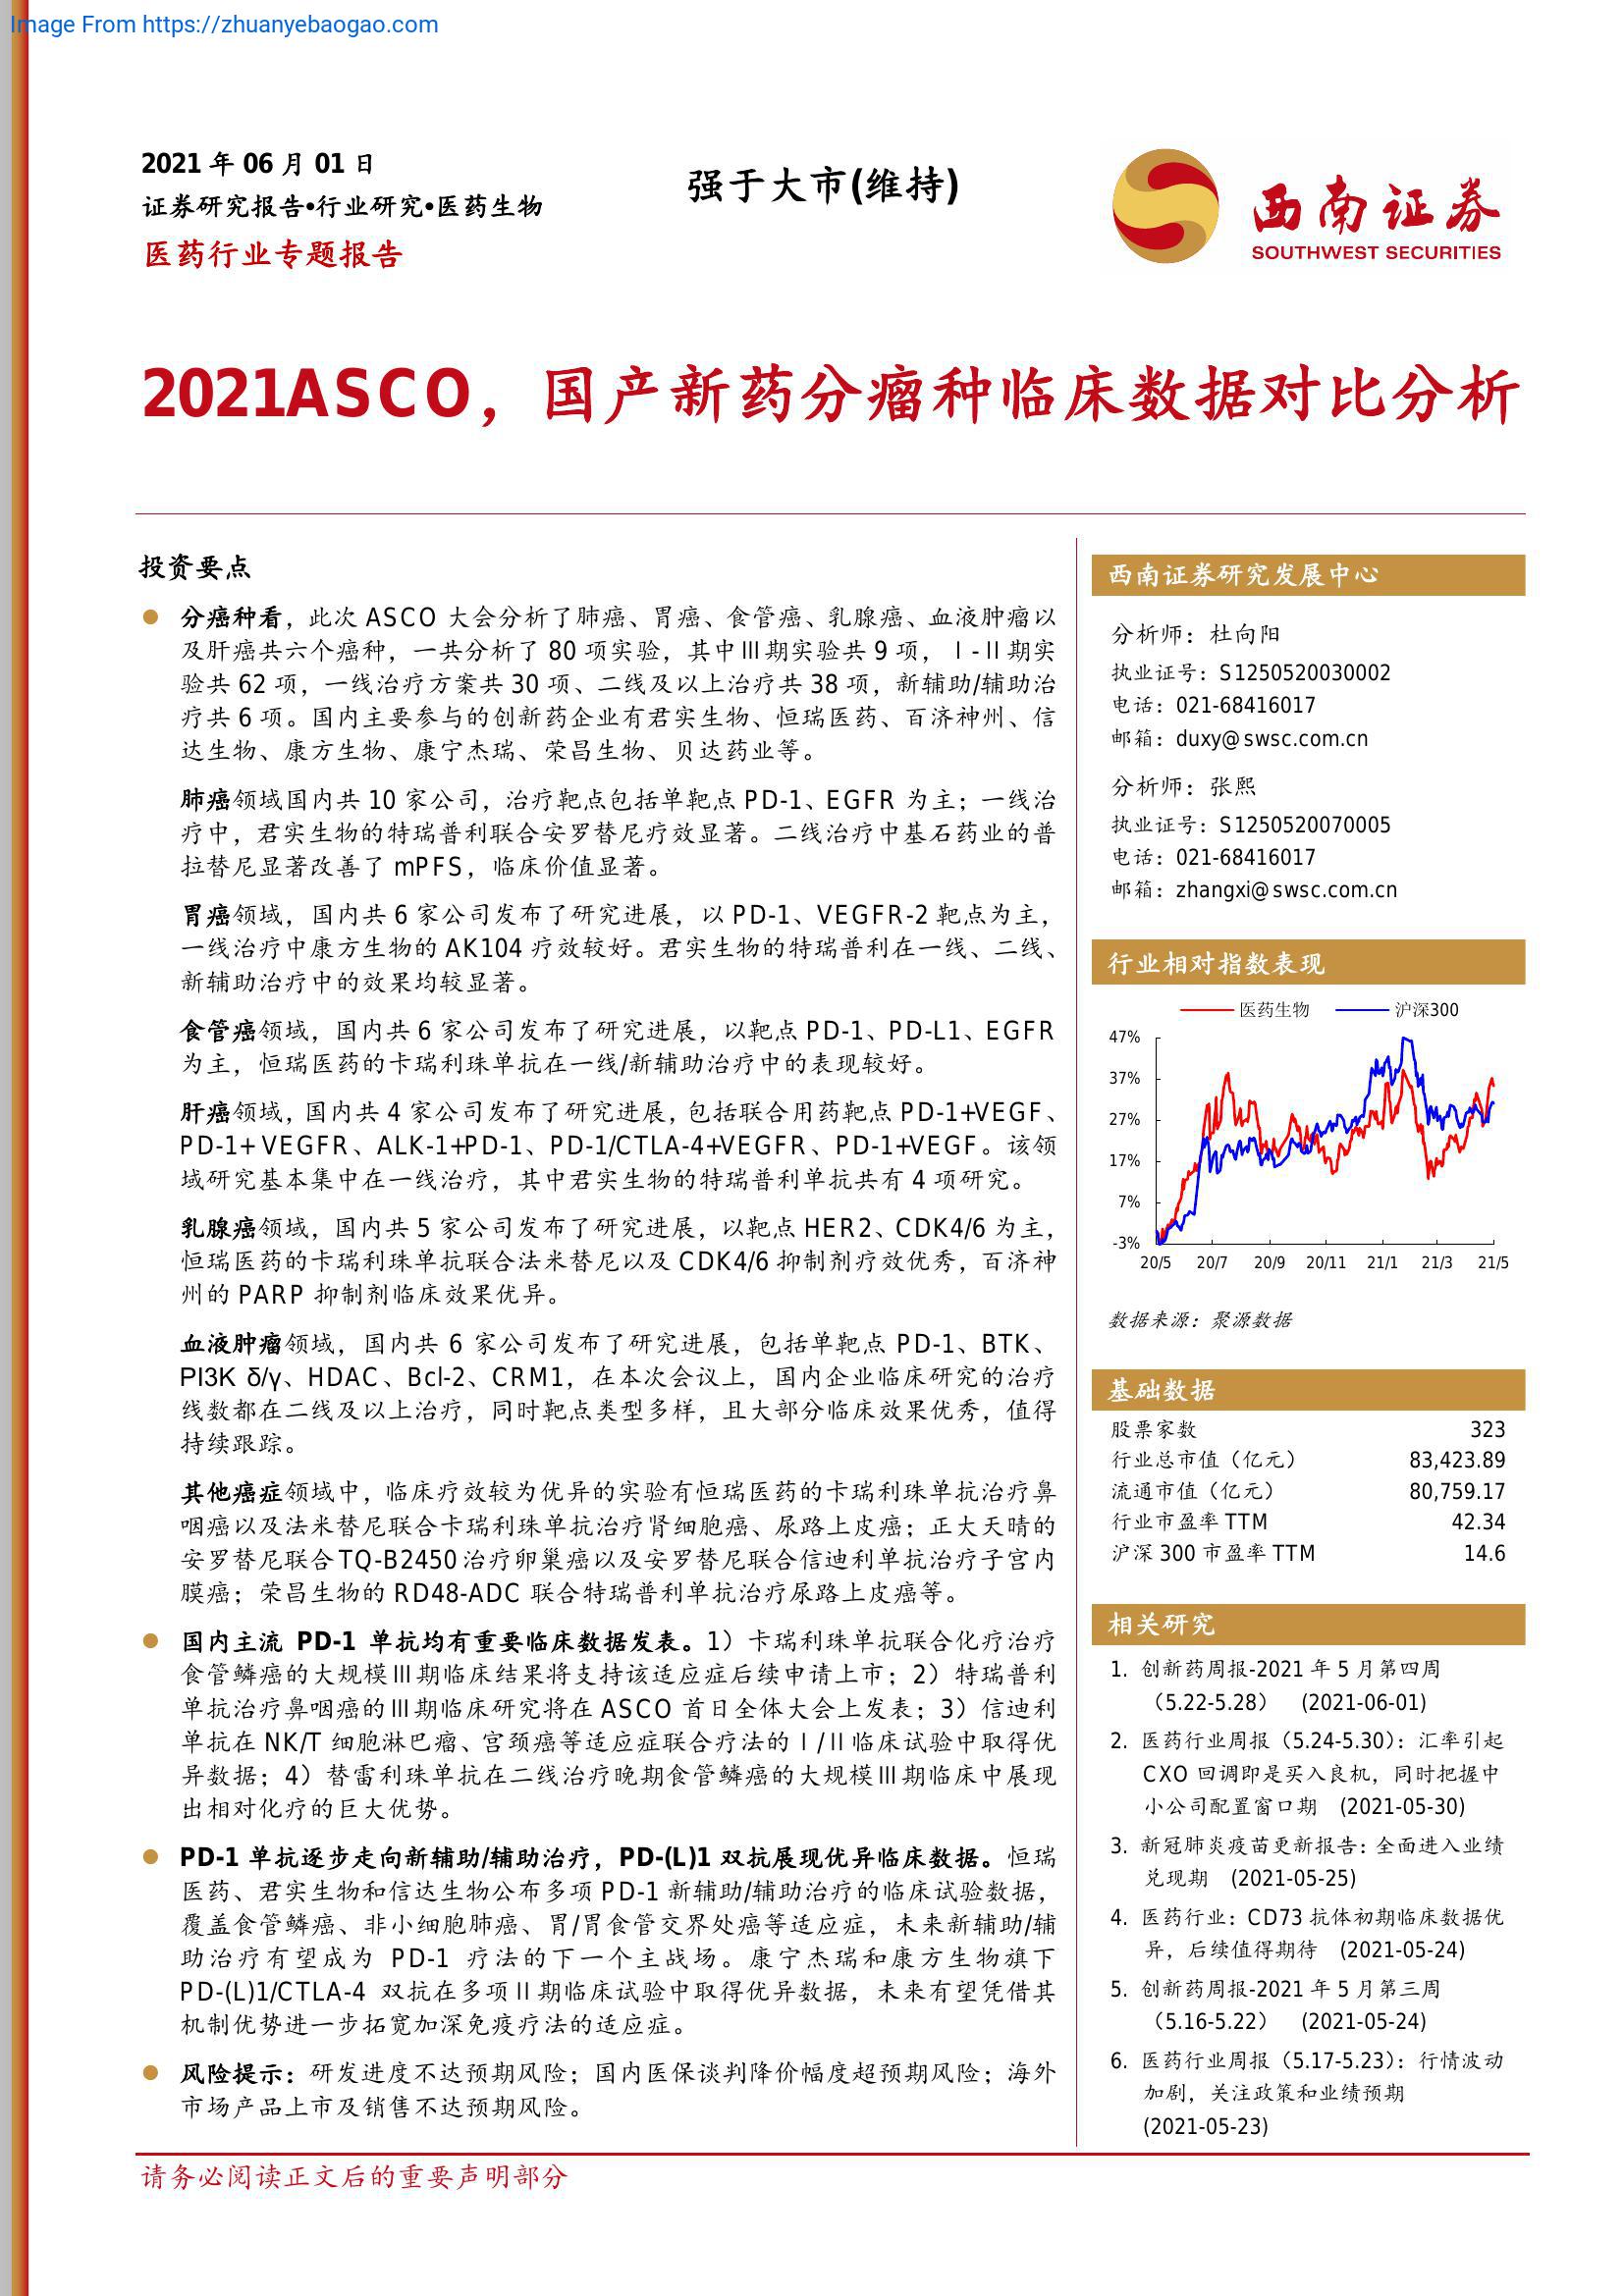 Image From https://zhuanyebaogao.com
2021 年 06 月 01 日
证券研究报告•行业研究•医药生物
医药行业专题报告
强于大市(维持)
西南证券
SOUTHWEST SECURITIES
2021ASCO，国产新药分瘤种临床数据对比分析
投资要点
分癌种看，此次 ASCO 大会分析了肺癌、胃癌、食管癌、乳腺癌、血液肿瘤以
及肝癌共六个癌种，一共分析了 80 项实验，其中Ⅲ期实验共 9 项，Ⅰ-Ⅱ期实
验共 62 项，一线治疗方案共 30 项、二线及以上治疗共 38 项，新辅助/辅助治
疗共 6 项。国内主要参与的创新药企业有君实生物、恒瑞医药、百济神州、信
达生物、康方生物、康宁杰瑞、荣昌生物、贝达药业等。
肺癌领域国内共 10 家公司，治疗靶点包括单靶点 PD-1、EGFR 为主；一线治
疗中，君实生物的特瑞普利联合安罗替尼疗效显著。二线治疗中基石药业的普
拉替尼显著改善了 mPFS，临床价值显著。
胃癌领域，国内共 6 家公司发布了研究进展，以 PD-1、VEGFR-2 靶点为主，
一线治疗中康方生物的 AK104 疗效较好。君实生物的特瑞普利在一线、二线、
新辅助治疗中的效果均较显著。
食管癌领域，国内共 6 家公司发布了研究进展，以靶点 PD-1、PD-L1、EGFR
为主，恒瑞医药的卡瑞利珠单抗在一线/新辅助治疗中的表现较好。
肝癌领域，国内共 4 家公司发布了研究进展，包括联合用药靶点 PD-1+VEGF、
PD-1+ VEGFR、ALK-1+PD-1、PD-1/CTLA-4+VEGFR、PD-1+VEGF。该领
域研究基本集中在一线治疗，其中君实生物的特瑞普利单抗共有 4 项研究。
乳腺癌领域，国内共 5 家公司发布了研究进展，以靶点 HER2、CDK4/6 为主，
恒瑞医药的卡瑞利珠单抗联合法米替尼以及 CDK4/6 抑制剂疗效优秀，百济神
州的 PARP 抑制剂临床效果优异。
血液肿瘤领域，国内共 6 家公司发布了研究进展，包括单靶点 PD-1、BTK、
PI3K δ/γ、HDAC、Bcl-2、CRM1，在本次会议上，国内企业临床研究的治疗
线数都在二线及以上治疗，同时靶点类型多样，且大部分临床效果优秀，值得
持续跟踪。
其他癌症领域中，临床疗效较为优异的实验有恒瑞医药的卡瑞利珠单抗治疗鼻
咽癌以及法米替尼联合卡瑞利珠单抗治疗肾细胞癌、尿路上皮癌；正大天晴的
安罗替尼联合 TQ-B2450 治疗卵巢癌以及安罗替尼联合信迪利单抗治疗子宫内
膜癌；荣昌生物的 RD48-ADC 联合特瑞普利单抗治疗尿路上皮癌等。
国内主流 PD-1 单抗均有重要临床数据发表。1）卡瑞利珠单抗联合化疗治疗
食管鳞癌的大规模Ⅲ期临床结果将支持该适应症后续申请上市；2）特瑞普利
单抗治疗鼻咽癌的Ⅲ期临床研究将在 ASCO 首日全体大会上发表；3）信迪利
单抗在 NK/T 细胞淋巴瘤、宫颈癌等适应症联合疗法的Ⅰ/Ⅱ临床试验中取得优
异数据；4）替雷利珠单抗在二线治疗晚期食管鳞癌的大规模Ⅲ期临床中展现
出相对化疗的巨大优势。
PD-1 单抗逐步走向新辅助/辅助治疗，PD-(L)1 双抗展现优异临床数据。恒瑞
医药、君实生物和信达生物公布多项 PD-1 新辅助/辅助治疗的临床试验数据，
覆盖食管鳞癌、非小细胞肺癌、胃/胃食管交界处癌等适应症，未来新辅助/辅
助治疗有望成为 PD-1 疗法的下一个主战场。康宁杰瑞和康方生物旗下
PD-(L)1/CTLA-4 双抗在多项Ⅱ期临床试验中取得优异数据，未来有望凭借其
机制优势进一步拓宽加深免疫疗法的适应症。
风险提示：研发进度不达预期风险；国内医保谈判降价幅度超预期风险；海外
市场产品上市及销售不达预期风险。
西南证券研究发展中心
分析师：杜向阳
执业证号：S1250520030002
电话：021-68416017
邮箱：duxy@swsc.com.cn
分析师：张熙
执业证号：S1250520070005
电话：021-68416017
邮箱：zhangxi@swsc.com.cn
行业相对指数表现
医药生物 沪深300
47%
37%
27%
17%
7%
-3%
20/5 20/7 20/9 20/11 21/1 21/3 21/5
数据来源：聚源数据
基础数据
股票家数 323
行业总市值（亿元） 83,423.89
流通市值（亿元） 80,759.17
行业市盈率 TTM 42.34
沪深 300 市盈率 TTM 14.6
相关研究
1. 创新药周报-2021 年 5 月第四周
（5.22-5.28） (2021-06-01)
2. 医药行业周报（5.24-5.30）：汇率引起
CXO 回调即是买入良机，同时把握中
小公司配置窗口期 (2021-05-30)
3. 新冠肺炎疫苗更新报告：全面进入业绩
兑现期 (2021-05-25)
4. 医药行业：CD73 抗体初期临床数据优
异，后续值得期待 (2021-05-24)
5. 创新药周报-2021 年 5 月第三周
（5.16-5.22） (2021-05-24)
6. 医药行业周报（5.17-5.23）：行情波动
加剧，关注政策和业绩预期
(2021-05-23)
请务必阅读正文后的重要声明部分